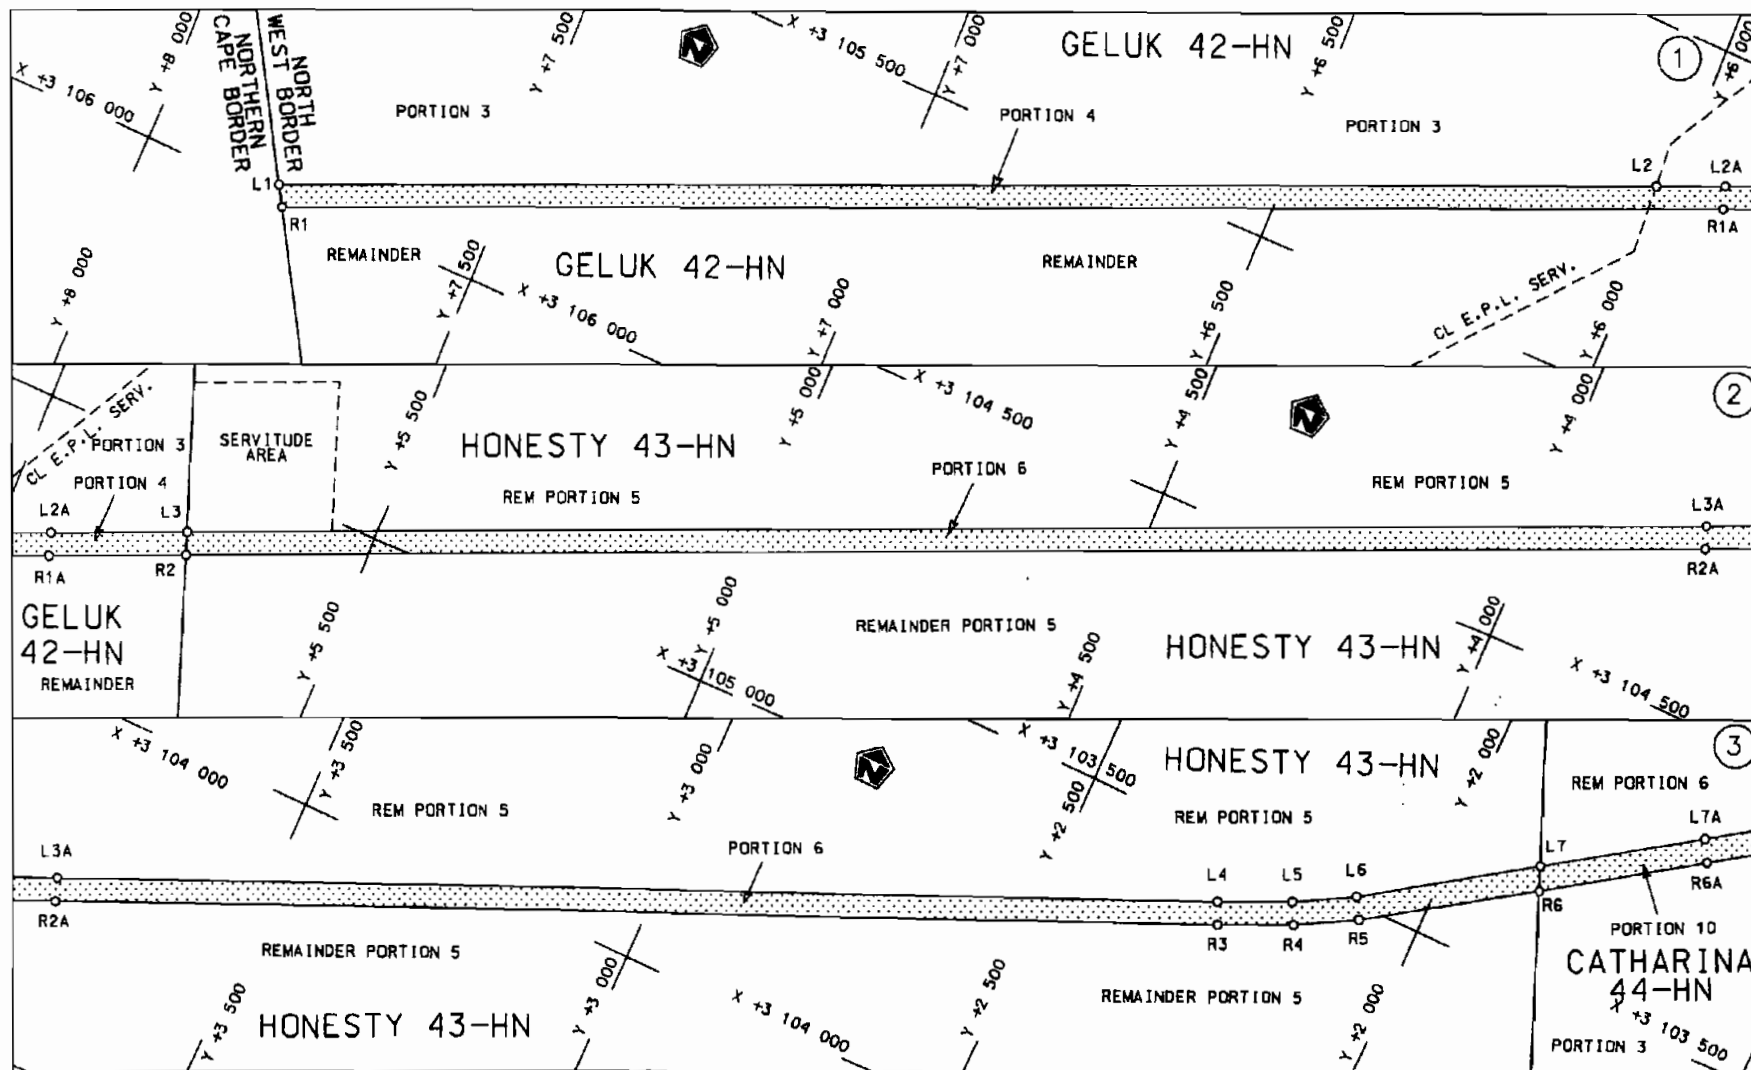 Y +8 000
WEST BORDER
NORTH
NORTHERN
CAPE BORDER
Y +7 500
N
X +3 105 500
Y +7 000
GELUK 42-HN
Y +6 500
1
Y +6 000
X +3 106 000
PORTION 3
PORTION 4
PORTION 3
L1
L2
L2A
R1
R1A
REMAINDER
GELUK 42-HN
REMAINDER
Y +8 000
Y +7 500
X +3 106 000
Y +7 000
Y +6 500
CL E.P.L. SERV.
Y +6 000
CL E.P.L. SERV.
PORTION 3
SERVITUDE
AREA
Y +5 500
HONESTY 43-HN
Y +5 000
X +3 104 500
Y +4 500
N
Y +4 000
2
PORTION 4
REM PORTION 5
PORTION 6
REM PORTION 5
L2A
L3
L3A
R1A
R2
R2A
GELUK
42-HN
REMAINDER
Y +5 500
Y +5 000
X +3 105 000
REMAINDER PORTION 5
Y +4 500
HONESTY 43-HN
Y +4 000
X +3 104 500
X +3 104 000
Y +3 500
Y +3 000
N
X +3 103 500
Y +2 500
HONESTY 43-HN
Y +2 000
3
REM PORTION 5
REM PORTION 5
REM PORTION 6
L3A
PORTION 6
L4
L5
L6
L7
L7A
R2A
R3
R4
R5
R6
R6A
REMAINDER PORTION 5
PORTION 10
CATHARINA
44-HN
Y +3 500
HONESTY 43-HN
Y +3 000
X +3 104 000
Y +2 500
REMAINDER PORTION 5
Y +2 000
X +3 103 500
PORTION 3